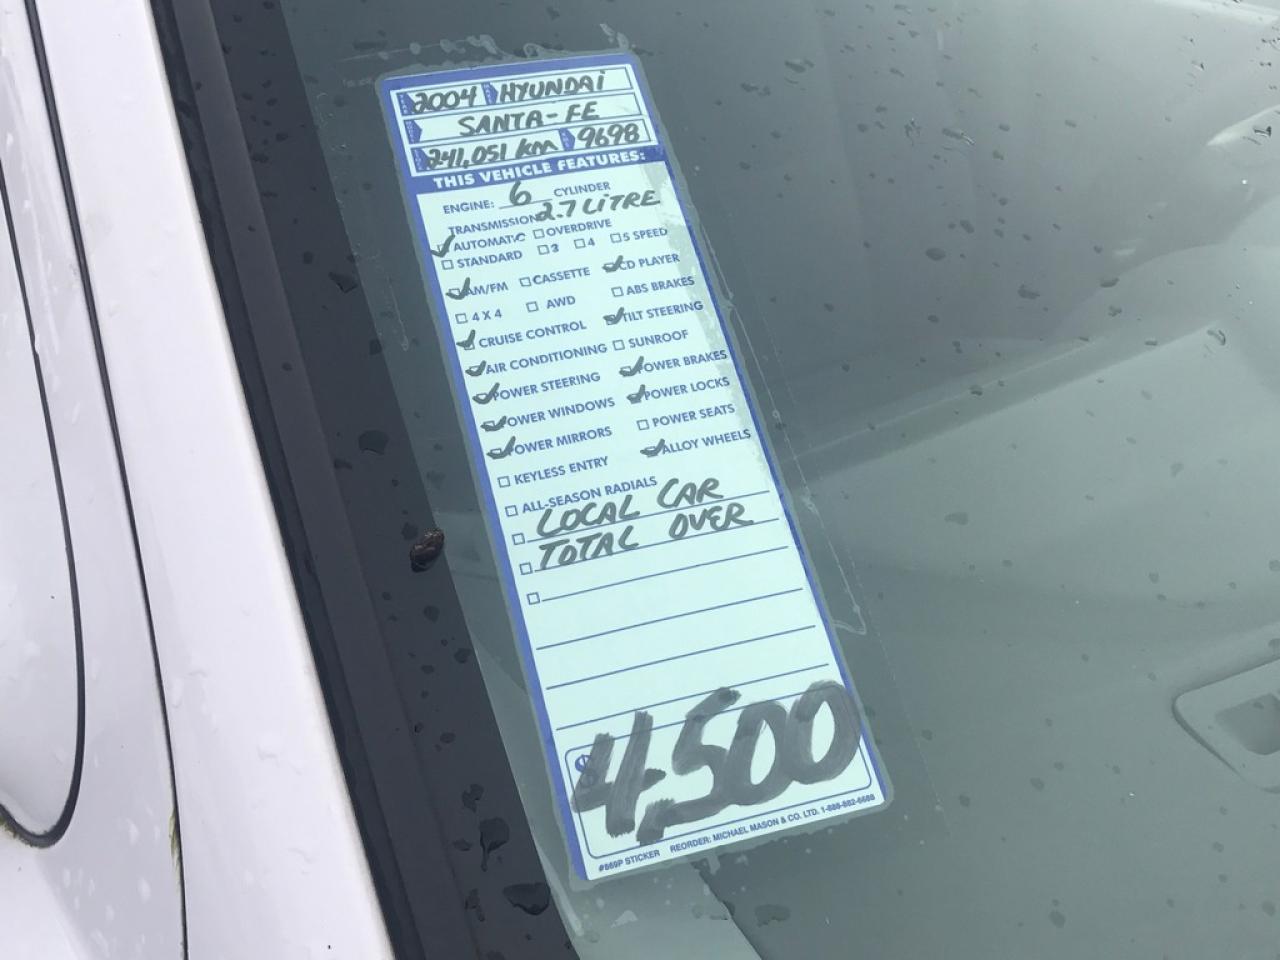 2004 HYUNDAI
SANTA-FE
241,051 km 9698
THIS VEHICLE FEATURES:
ENGINE: 6 CYLINDER
TRANSMISSION 2.7 LITRE
AUTOMATIC OVERDRIVE
STANDARD 3 4 5 SPEED
AM/FM CASSETTE CD PLAYER
4 X 4 AWD ABS BRAKES
CRUISE CONTROL TILT STEERING
AIR CONDITIONING SUNROOF
POWER STEERING POWER BRAKES
POWER WINDOWS POWER LOCKS
POWER MIRRORS POWER SEATS
KEYLESS ENTRY ALLOY WHEELS
ALL-SEASON RADIALS
LOCAL CAR
TOTAL OVER
$4,500
#869P STICKER REORDER: MICHAEL MASON & CO. LTD. 1-888-882-6688